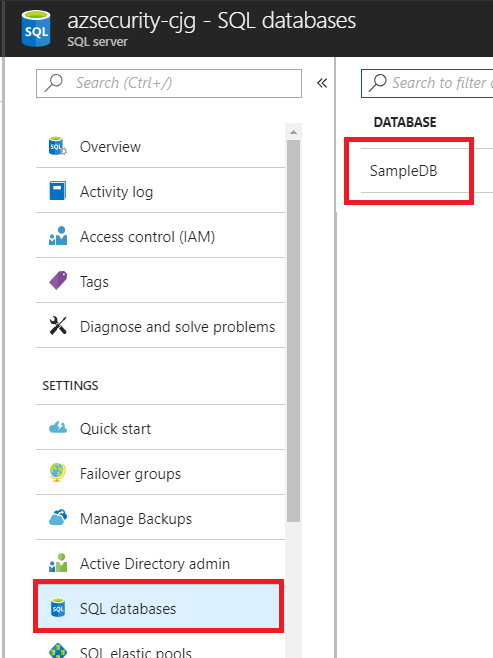 SQL
azsecurity-cjg - SQL databases
SQL server
Search (Ctrl+/)
«
Search to filter
DATABASE
SampleDB
SQL
Overview
Activity log
Access control (IAM)
Tags
Diagnose and solve problems
SETTINGS
Quick start
Failover groups
Manage Backups
Active Directory admin
SQL
SQL databases
SQL elastic pools